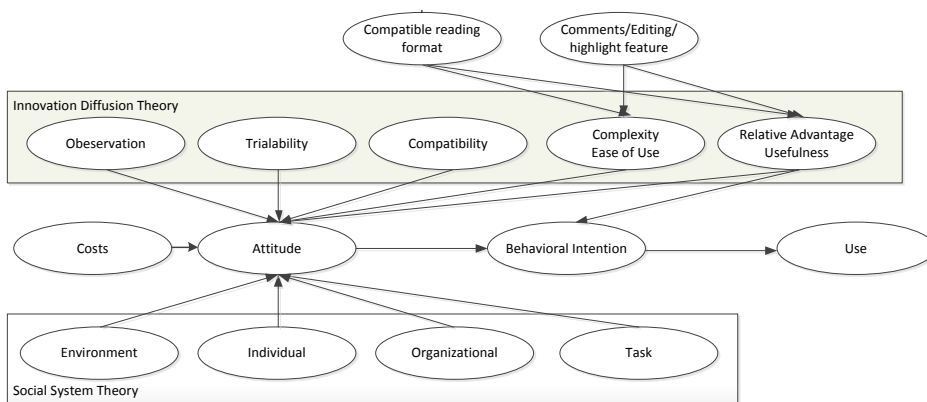 Compatible reading
format
Comments/Editing/
highlight feature
Innovation Diffusion Theory
Obeservation
Trialability
Compatibility
Complexity
Ease of Use
Relative Advantage
Usefulness
Costs
Attitude
Behavioral Intention
Use
Environment
Individual
Organizational
Task
Social System Theory